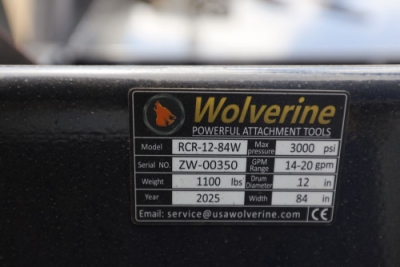 Wolverine
POWERFUL ATTACHMENT TOOLS
Model RCR-12-84W Max pressure 3000 psi
Serial NO. ZW-00350 GPM Range 14-20 gpm
Weight 1100 lbs Drum Diameter 12 in
Year 2025 Width 84 in
Email: service@usawolverine.com CE